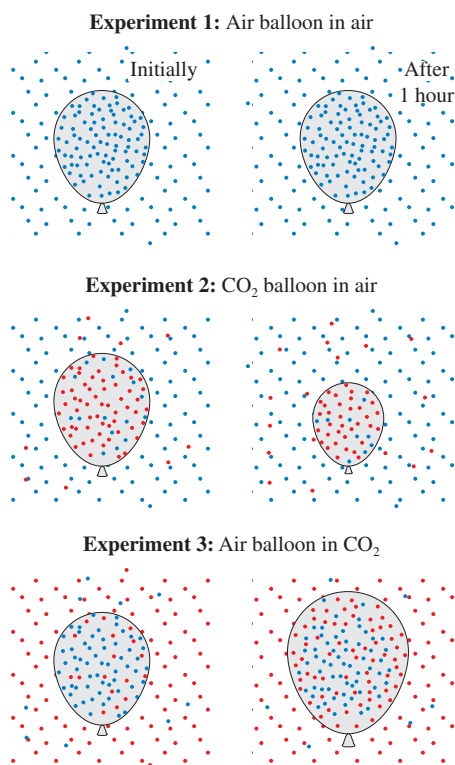 Experiment 1: Air balloon in air
Initially
After
1 hour
Experiment 2: CO₂ balloon in air
Experiment 3: Air balloon in CO₂